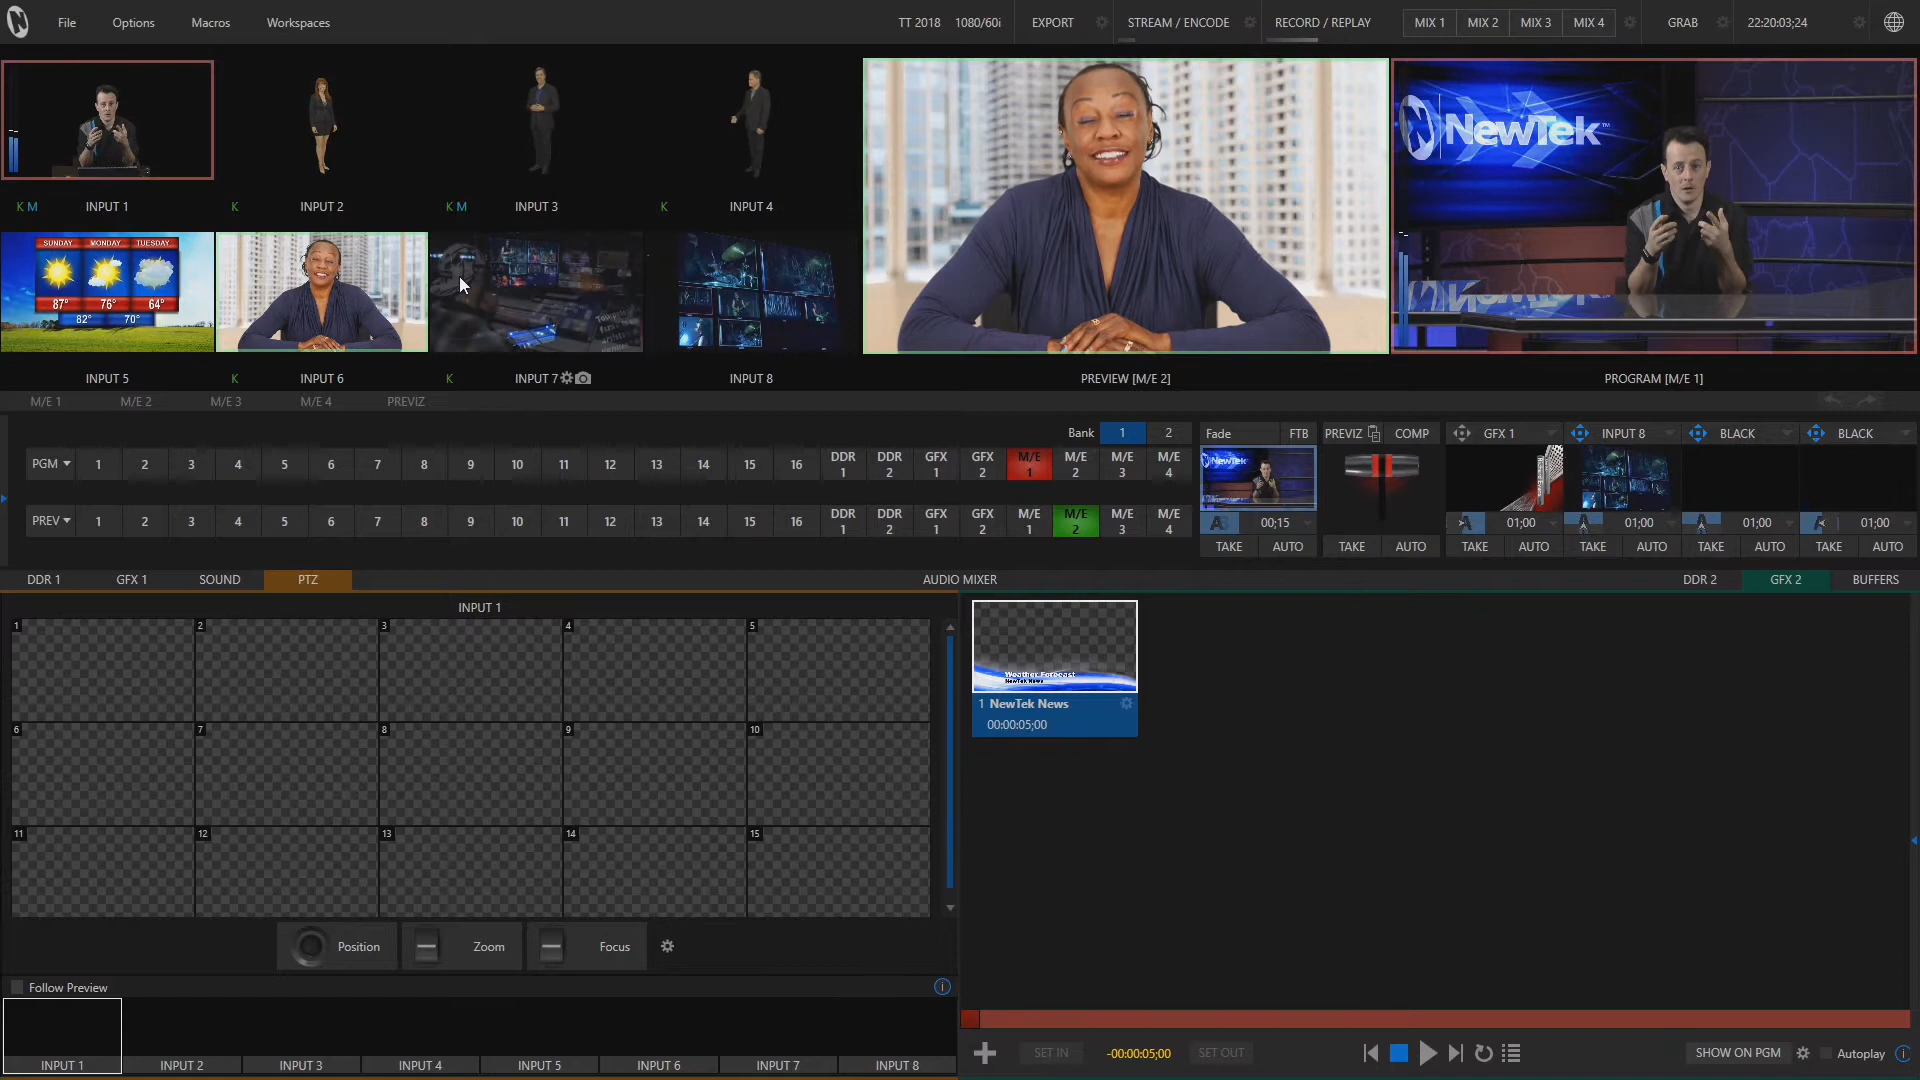 File Options Macros Workspaces
TT 2018 1080/60i EXPORT STREAM / ENCODE RECORD / REPLAY MIX 1 MIX 2 MIX 3 MIX 4 GRAB 22:20:03;24
NewTek™
K M INPUT 1 K INPUT 2 K M INPUT 3 K INPUT 4
SUNDAY MONDAY TUESDAY
87° 76° 64°
82° 70°
INPUT 5 K INPUT 6 K INPUT 7 INPUT 8 PREVIEW [M/E 2] PROGRAM [M/E 1]
M/E 1 M/E 2 M/E 3 M/E 4 PREVIZ
Bank 1 2 Fade FTB PREVIZ COMP GFX 1 INPUT 8 BLACK BLACK
PGM 1 2 3 4 5 6 7 8 9 10 11 12 13 14 15 16 DDR 1 DDR 2 GFX 1 GFX 2 M/E 1 M/E 2 M/E 3 M/E 4
NewTek
PREV 1 2 3 4 5 6 7 8 9 10 11 12 13 14 15 16 DDR 1 DDR 2 GFX 1 GFX 2 M/E 1 M/E 2 M/E 3 M/E 4
00;15 01;00 01;00 01;00 01;00
TAKE AUTO TAKE AUTO TAKE AUTO TAKE AUTO TAKE AUTO TAKE AUTO
DDR 1 GFX 1 SOUND PTZ AUDIO MIXER DDR 2 GFX 2 BUFFERS
INPUT 1
1 2 3 4 5
Weather Forecast
NewTek News
1 NewTek News
00:00:05;00
6 7 8 9 10
11 12 13 14 15
Position Zoom Focus
Follow Preview
INPUT 1 INPUT 2 INPUT 3 INPUT 4 INPUT 5 INPUT 6 INPUT 7 INPUT 8
SET IN -00:00:05;00 SET OUT SHOW ON PGM Autoplay